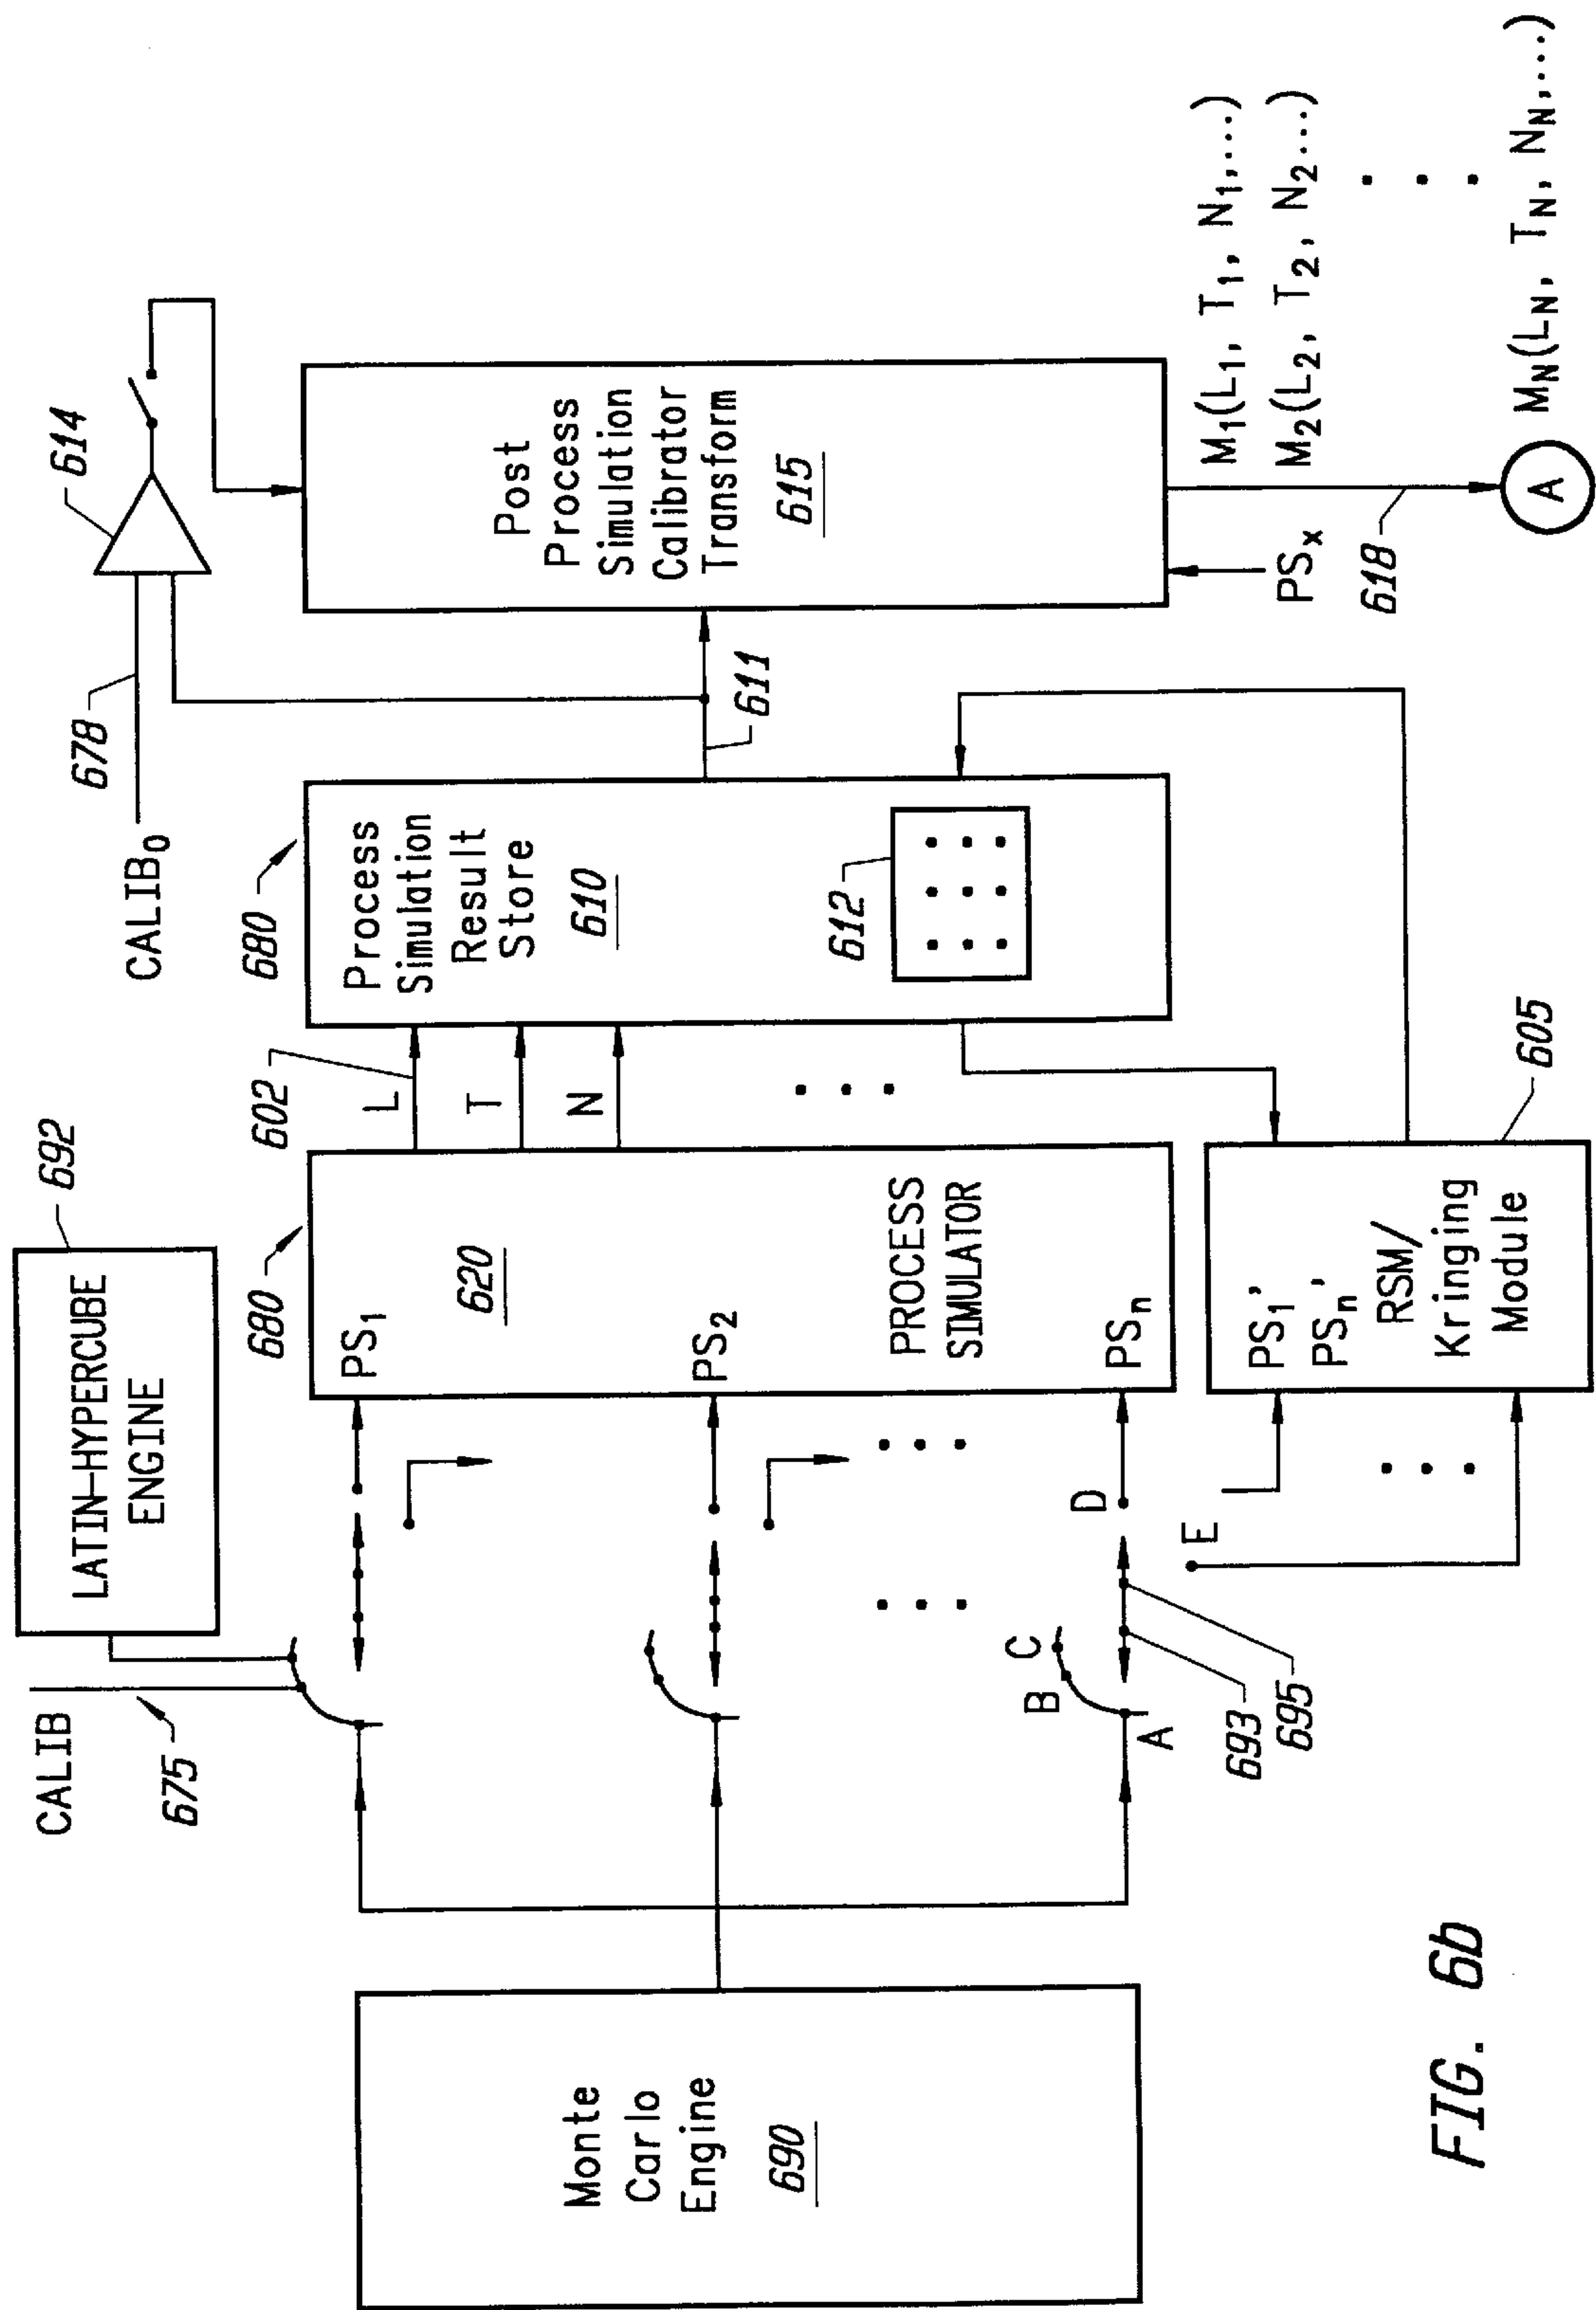 CALIB
675
LATIN-HYPERCUBE
ENGINE
692
Monte
Carlo
Engine
690
A
B
C
D
E
693
695
680
PS1
620
PS2
PROCESS
SIMULATOR
PSn
PS1'
PSn'
RSM/
Kringing
Module
605
602
L
T
N
680
Process
Simulation
Result
Store
610
612
611
CALIB0
678
614
Post
Process
Simulation
Calibrator
Transform
615
PSx
618
A
M1(L1, T1, N1,....)
M2(L2, T2, N2...)
MN(LN, TN, NN,....)
FIG. 6b